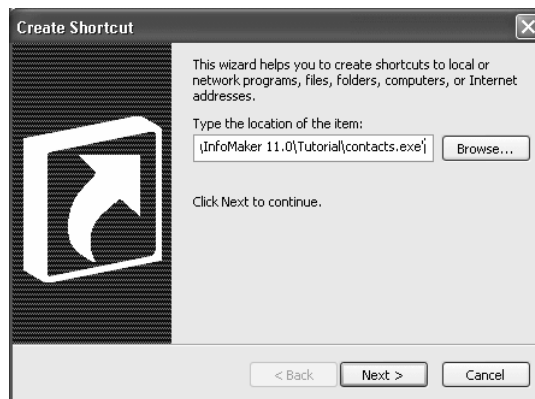 Create Shortcut
This wizard helps you to create shortcuts to local or
network programs, files, folders, computers, or Internet
addresses.
Type the location of the item:
\InfoMaker 11.0\Tutorial\contacts.exe"
Browse...
Click Next to continue.
< Back
Next >
Cancel